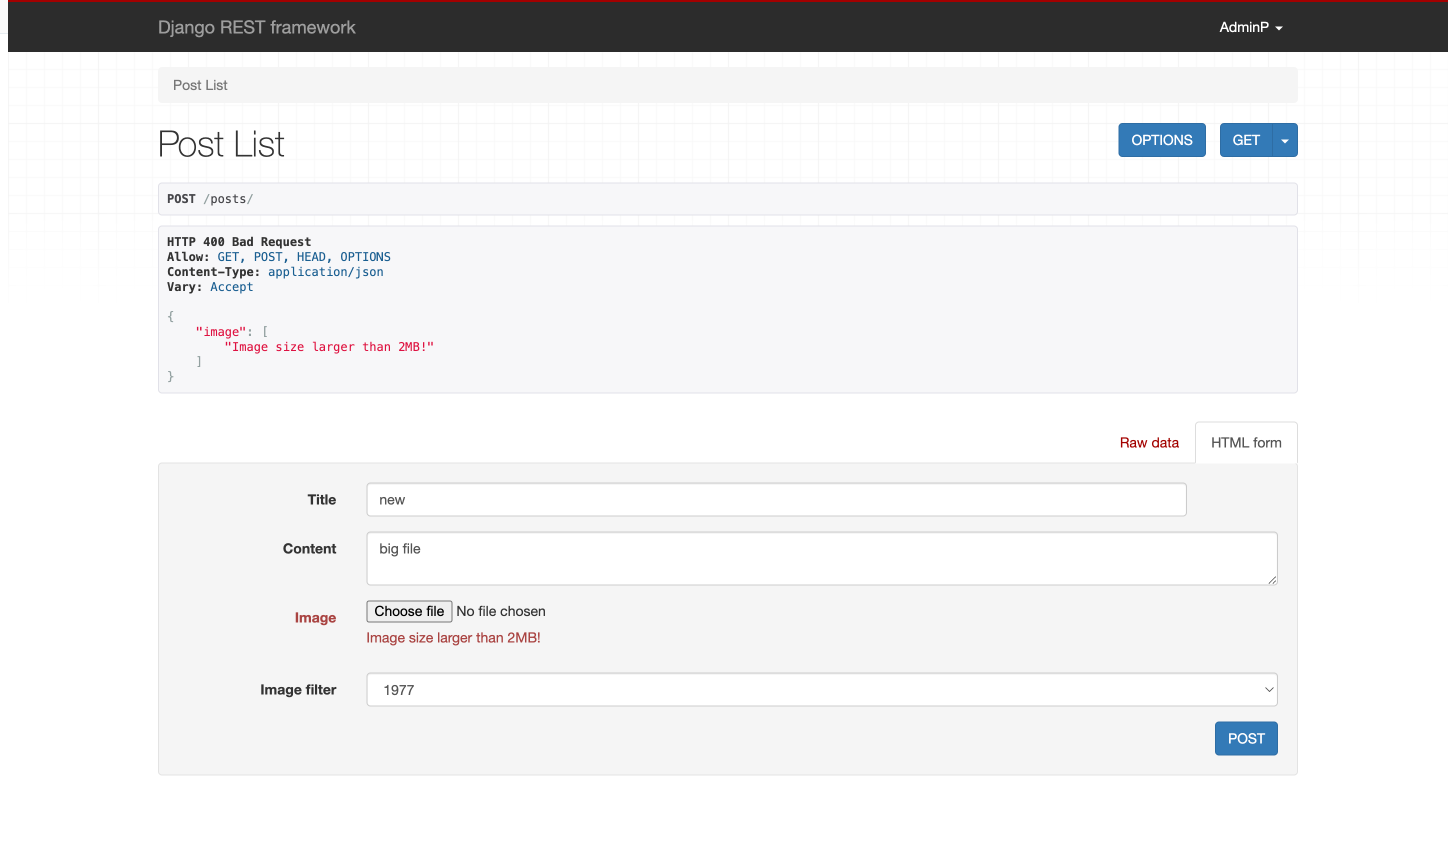 Django REST framework
AdminP
Post List
Post List
OPTIONS
GET
POST /posts/
HTTP 400 Bad Request
Allow: GET, POST, HEAD, OPTIONS
Content-Type: application/json
Vary: Accept
{
    "image": [
        "Image size larger than 2MB!"
    ]
}
Raw data
HTML form
Title
new
Content
big file
Image
Choose file No file chosen
Image size larger than 2MB!
Image filter
1977
POST